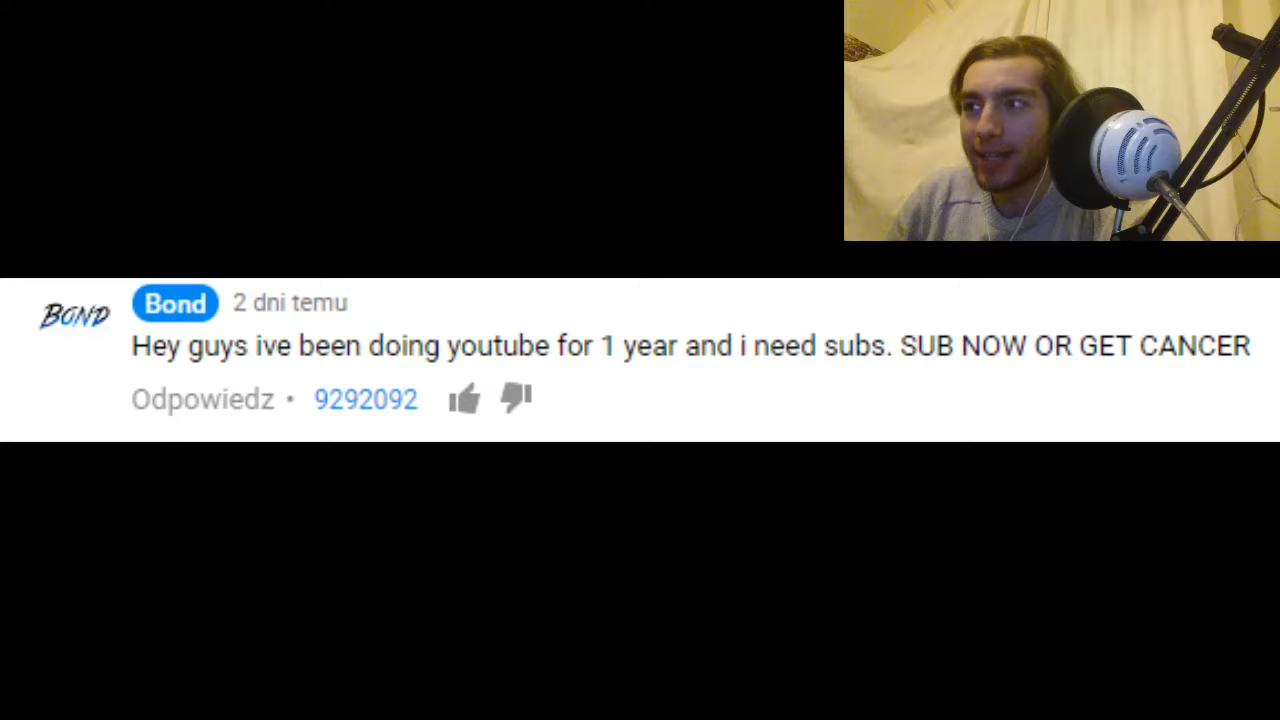 BOND
Bond 2 dni temu
Hey guys ive been doing youtube for 1 year and i need subs. SUB NOW OR GET CANCER
Odpowiedz • 9292092